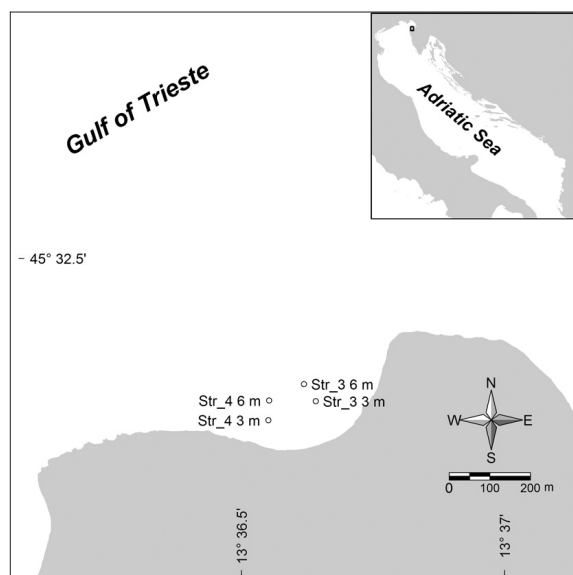 Gulf of Trieste
Adriatic Sea
45° 32.5'
Str_3 6 m
Str_4 6 m
Str_3 3 m
Str_4 3 m
N
W
E
S
0 100 200 m
13° 36.5'
13° 37'